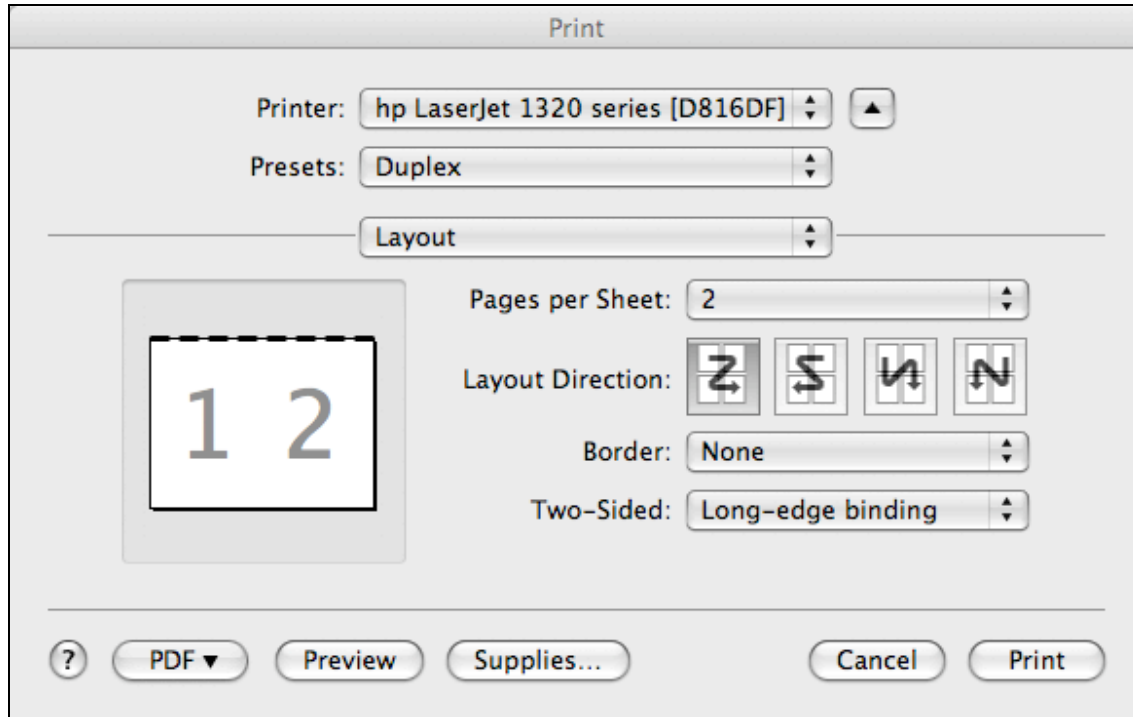 Print
Printer: hp LaserJet 1320 series [D816DF]
Presets: Duplex
Layout
Pages per Sheet: 2
1 2
Layout Direction:
Border: None
Two-Sided: Long-edge binding
? PDF▼ Preview Supplies... Cancel Print